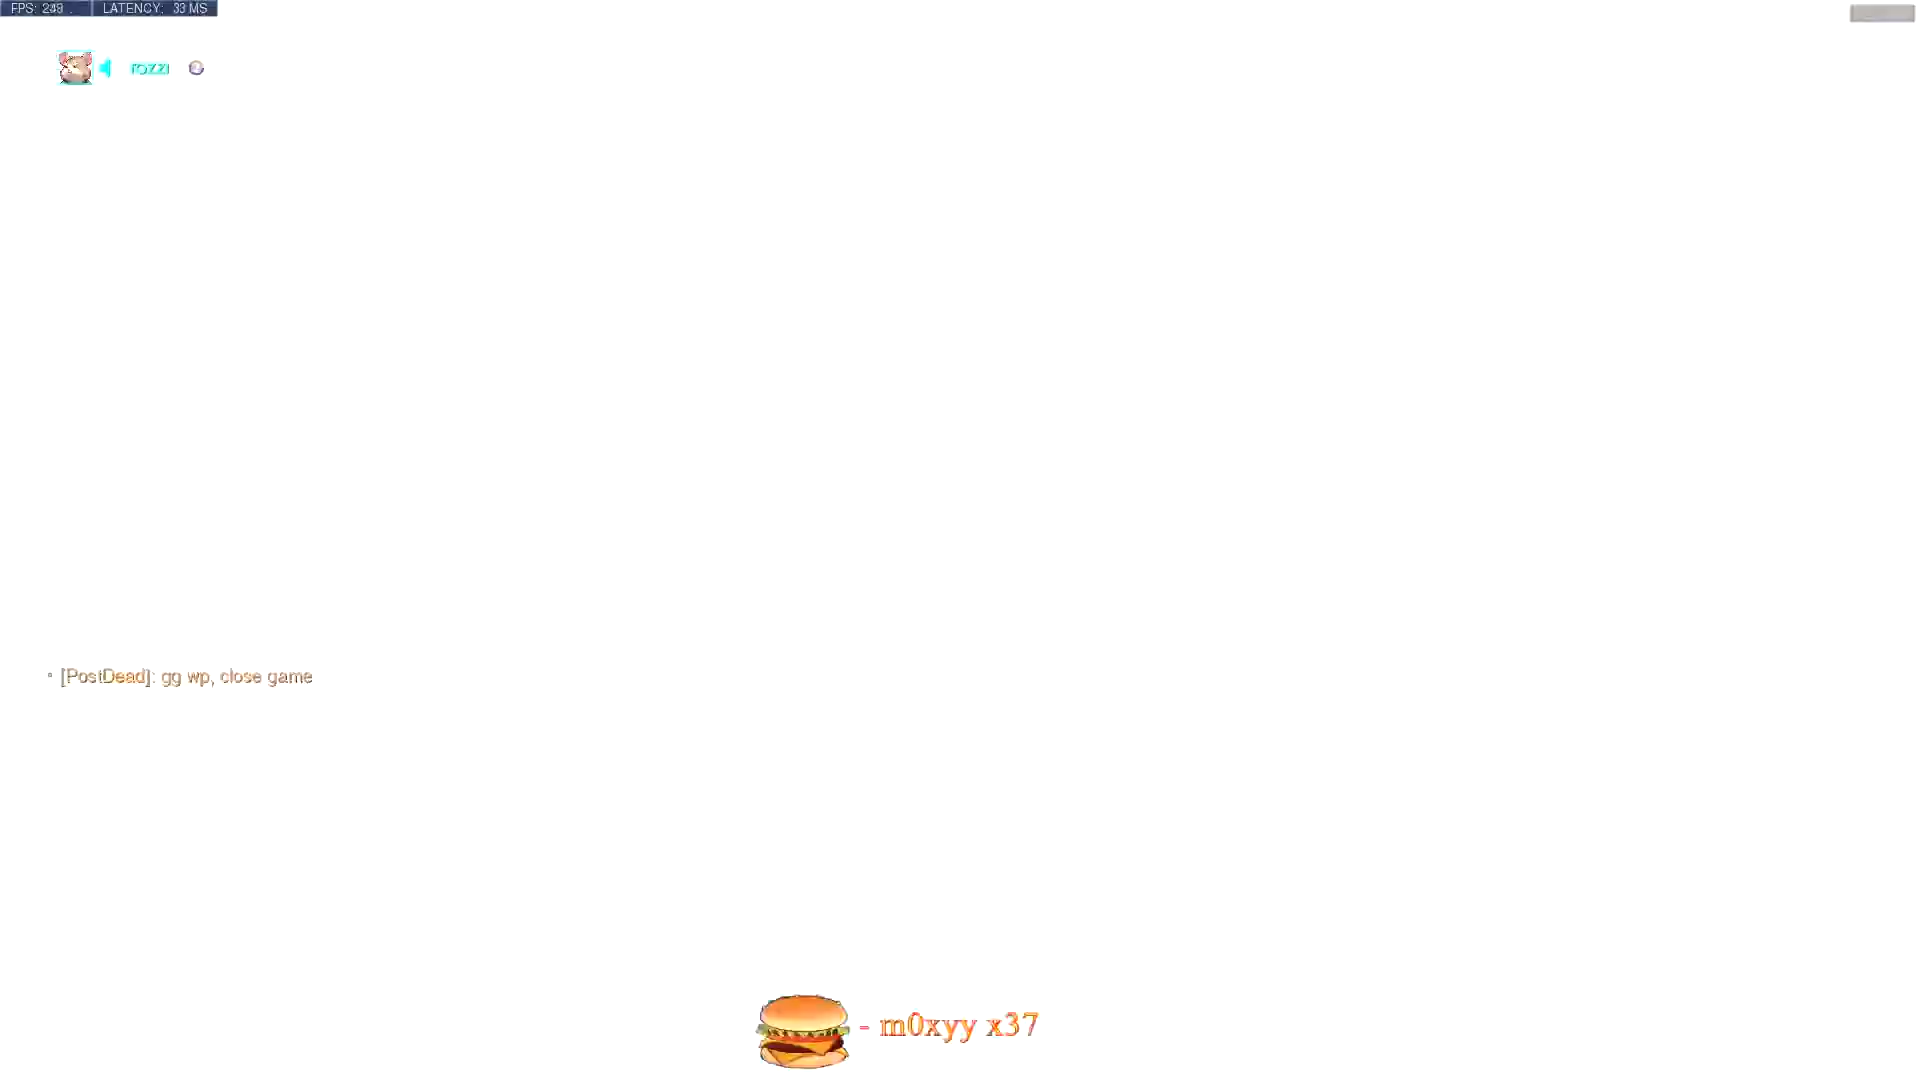 FPS: 249 LATENCY: 33 MS
rozzi
[PostDead]: gg wp, close game
- m0xyy x37